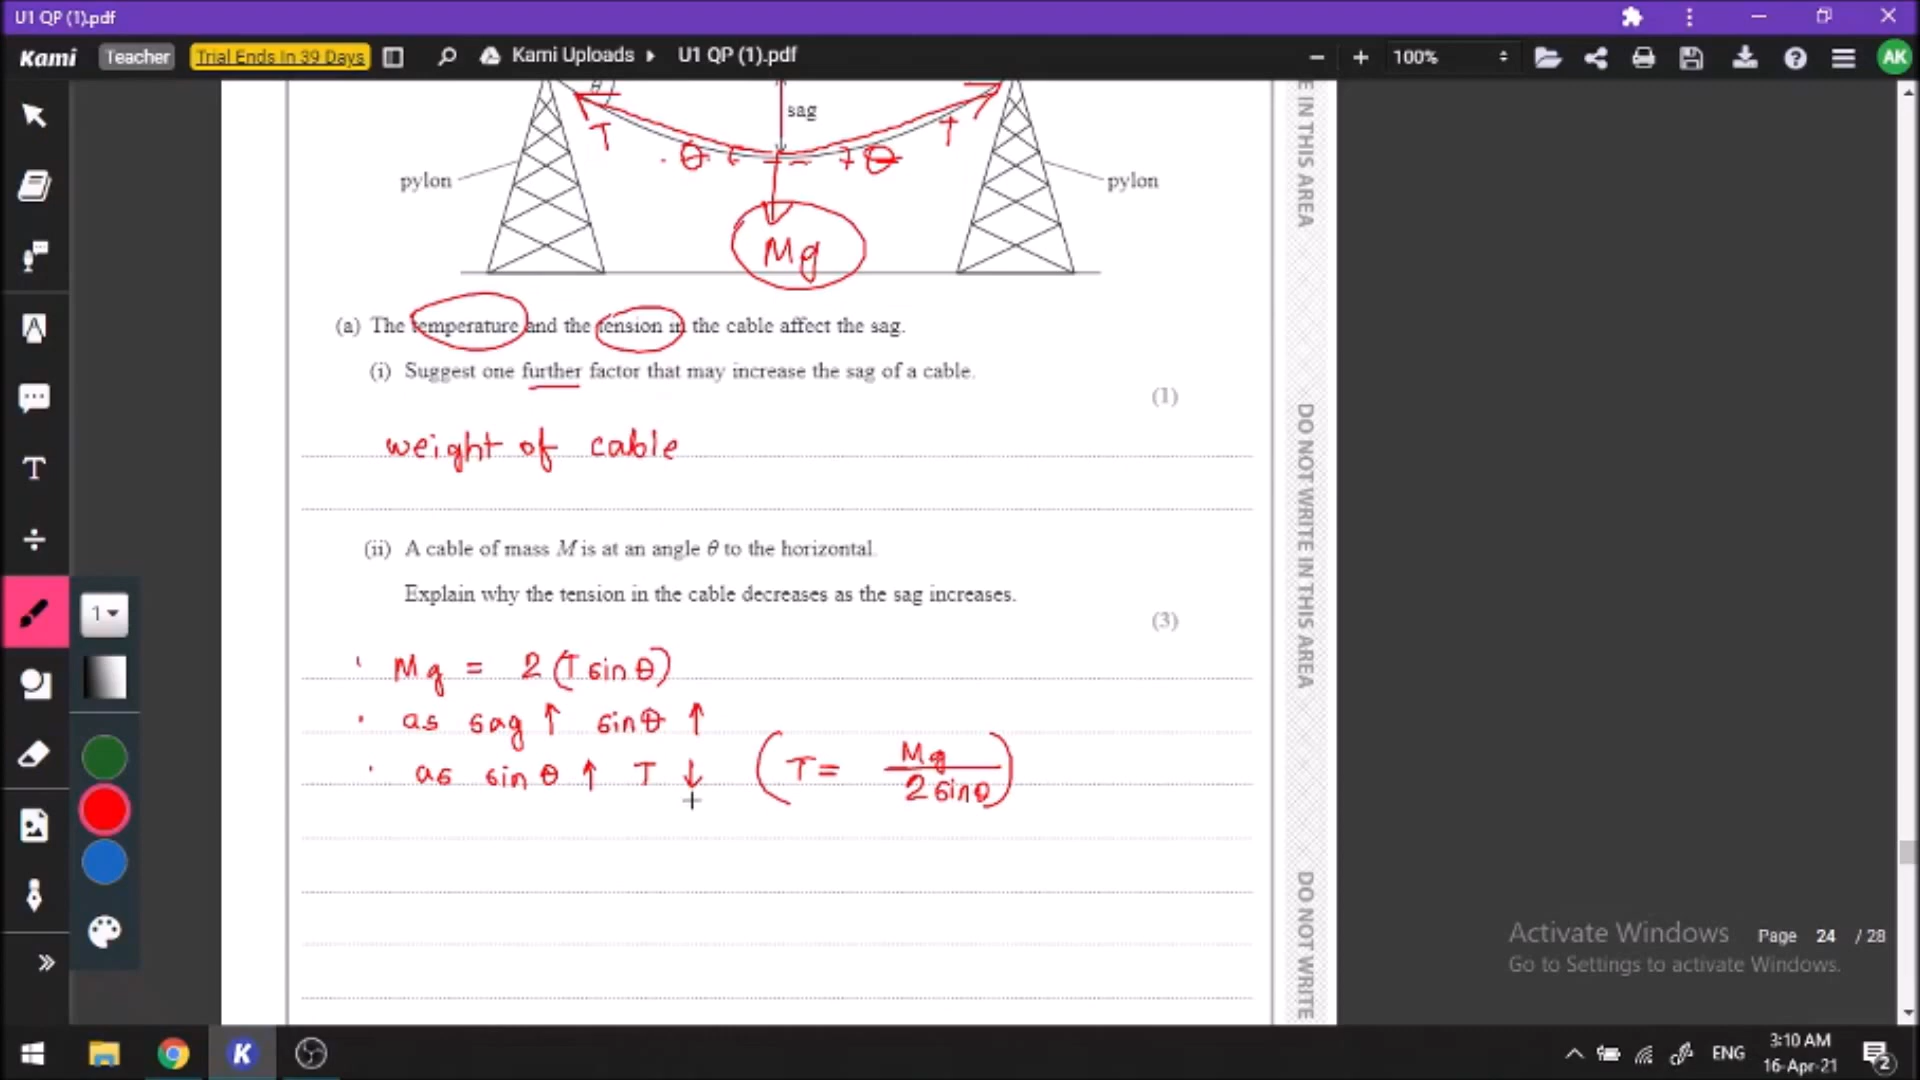 U1 QP (1).pdf
Kami Teacher Trial Ends In 39 Days Kami Uploads U1 QP (1).pdf 100% AK
sag
T T
θ θ
pylon pylon
Mg
(a) The temperature and the tension in the cable affect the sag.
(i) Suggest one further factor that may increase the sag of a cable.
(1)
weight of cable
(ii) A cable of mass M is at an angle θ to the horizontal.
Explain why the tension in the cable decreases as the sag increases.
(3)
Mg = 2 (T sin θ)
as sag ↑ sin θ ↑
as sin θ ↑ T ↓ (T = Mg / 2 sin θ)
E IN THIS AREA
DO NOT WRITE IN THIS AREA
DO NOT WRITE
T
1
Activate Windows
Go to Settings to activate Windows.
Page 24 / 28
K
ENG
3:10 AM
16-Apr-21
2